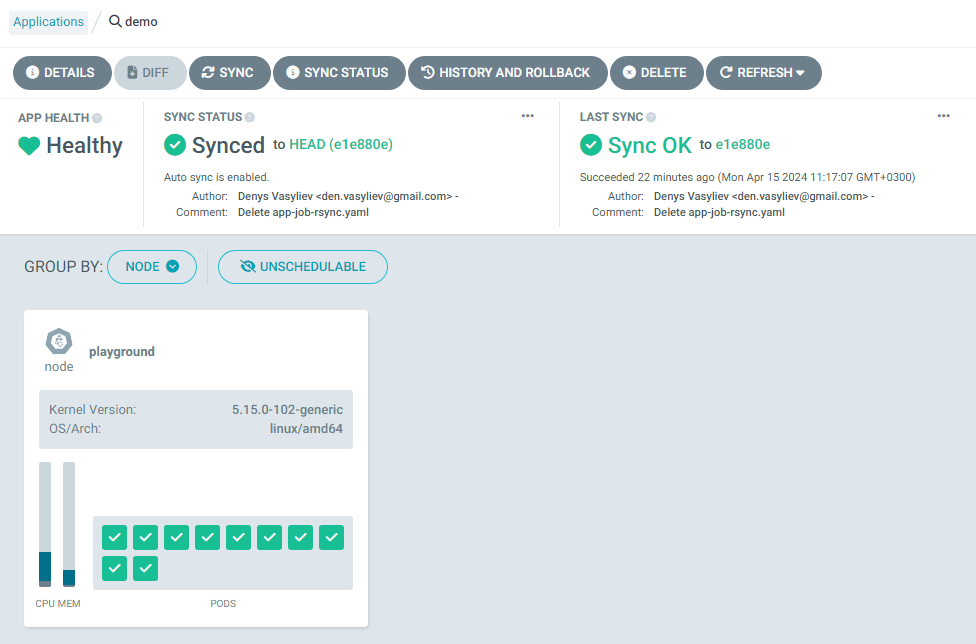 Applications / demo
DETAILS DIFF SYNC SYNC STATUS HISTORY AND ROLLBACK DELETE REFRESH
APP HEALTH
Healthy
SYNC STATUS
Synced to HEAD (e1e880e)
Auto sync is enabled.
Author: Denys Vasyliev <den.vasyliev@gmail.com> -
Comment: Delete app-job-rsync.yaml
LAST SYNC
Sync OK to e1e880e
Succeeded 22 minutes ago (Mon Apr 15 2024 11:17:07 GMT+0300)
Author: Denys Vasyliev <den.vasyliev@gmail.com> -
Comment: Delete app-job-rsync.yaml
GROUP BY: NODE UNSCHEDULABLE
playground
node
Kernel Version: 5.15.0-102-generic
OS/Arch: linux/amd64
CPU MEM PODS